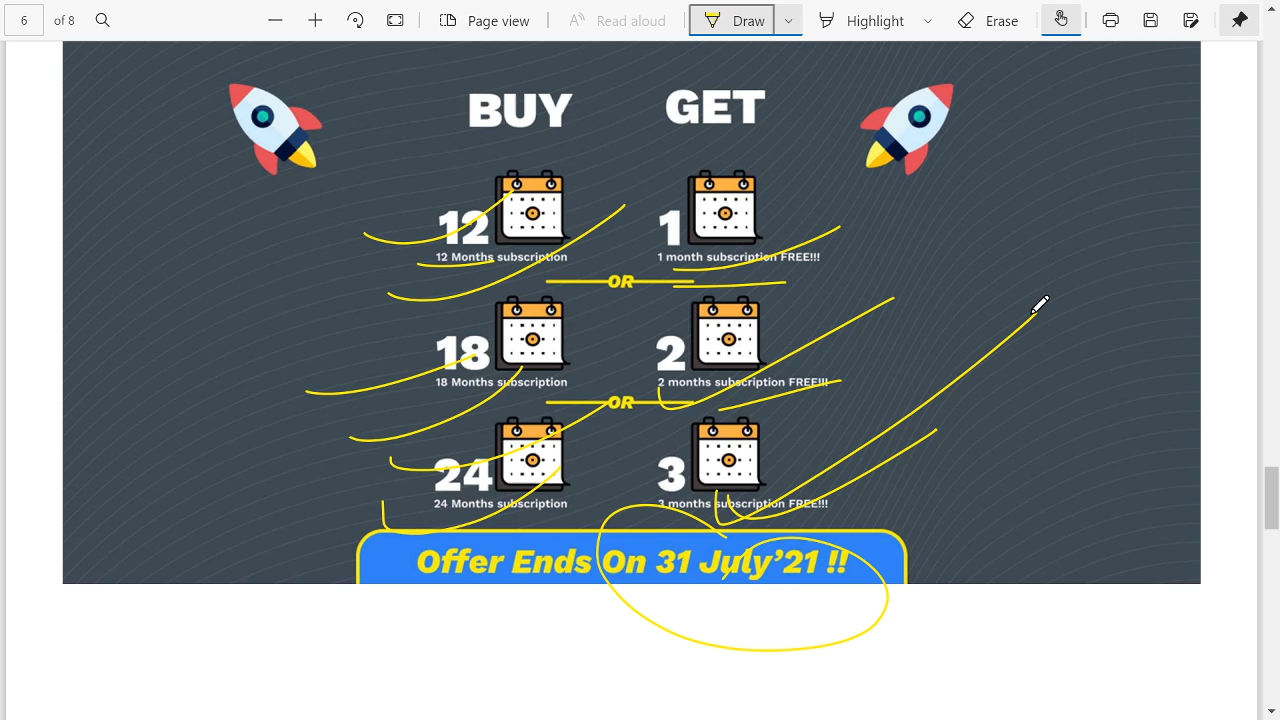 6 of 8 Page view Read aloud Draw Highlight Erase
BUY GET
12 1
12 Months subscription 1 month subscription FREE!!!
OR
18 2
18 Months subscription 2 months subscription FREE!!!
OR
24 3
24 Months subscription 3 months subscription FREE!!!
Offer Ends On 31 July’21 !!